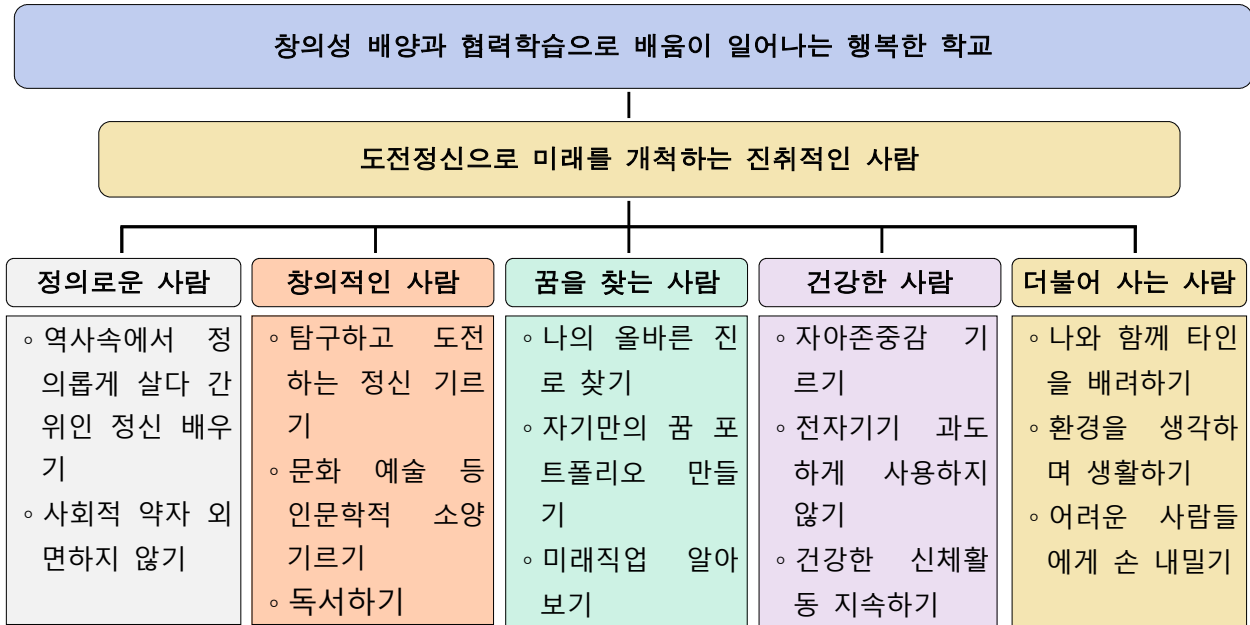 창의성 배양과 협력학습으로 배움이 일어나는 행복한 학교
도전정신으로 미래를 개척하는 진취적인 사람
정의로운 사람
◦ 역사속에서 정
의롭게 살다 간
위인 정신 배우
기
◦ 사회적 약자 외
면하지 않기
창의적인 사람
◦ 탐구하고 도전
하는 정신 기르
기
◦ 문화 예술 등
인문학적 소양
기르기
◦ 독서하기
꿈을 찾는 사람
◦ 나의 올바른 진
로 찾기
◦ 자기만의 꿈 포
트폴리오 만들
기
◦ 미래직업 알아
보기
건강한 사람
◦ 자아존중감 기
르기
◦ 전자기기 과도
하게 사용하지
않기
◦ 건강한 신체활
동 지속하기
더불어 사는 사람
◦ 나와 함께 타인
을 배려하기
◦ 환경을 생각하
며 생활하기
◦ 어려운 사람들
에게 손 내밀기